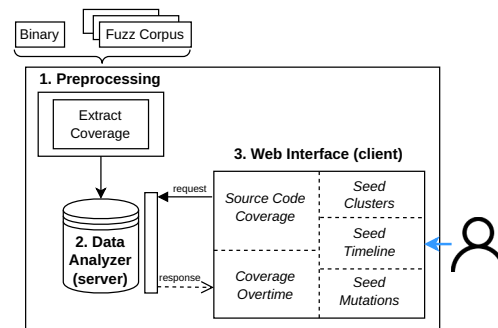 Binary
Fuzz Corpus
1. Preprocessing
Extract
Coverage
3. Web Interface (client)
request
Source Code
Coverage
Seed
Clusters
2. Data
Analyzer
(server)
Seed
Timeline
response
Coverage
Overtime
Seed
Mutations